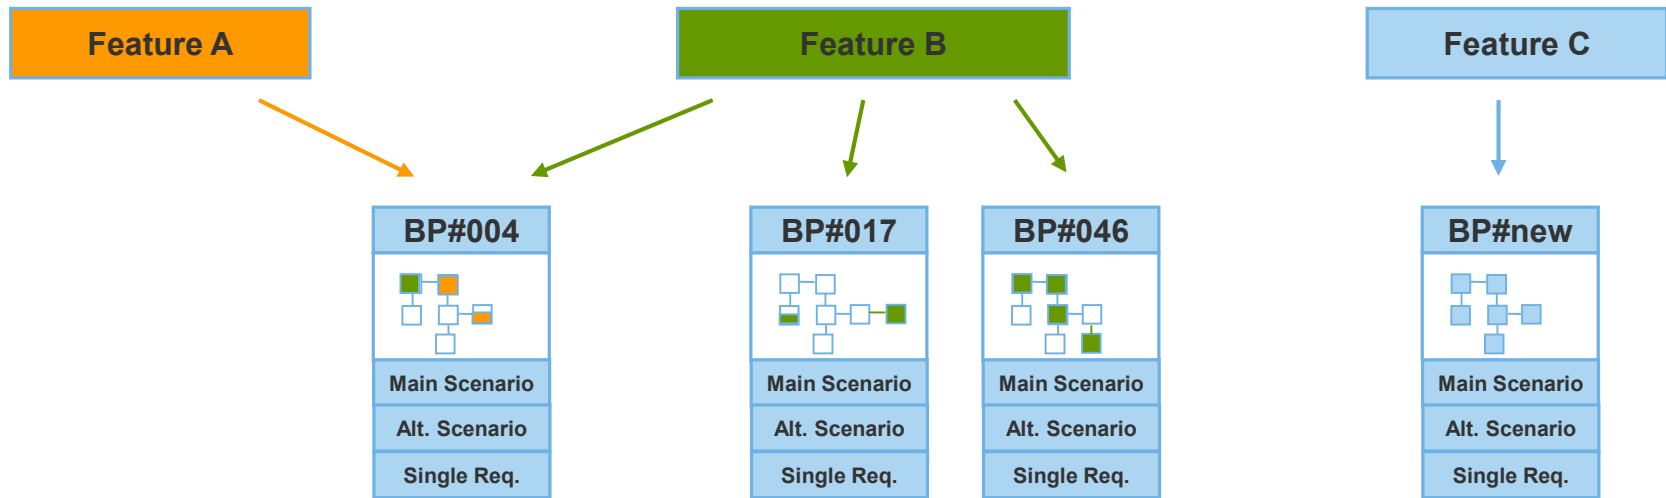 Feature A
Feature B
Feature C
BP#004
BP#017
BP#046
BP#new
Main Scenario
Main Scenario
Main Scenario
Main Scenario
Alt. Scenario
Alt. Scenario
Alt. Scenario
Alt. Scenario
Single Req.
Single Req.
Single Req.
Single Req.